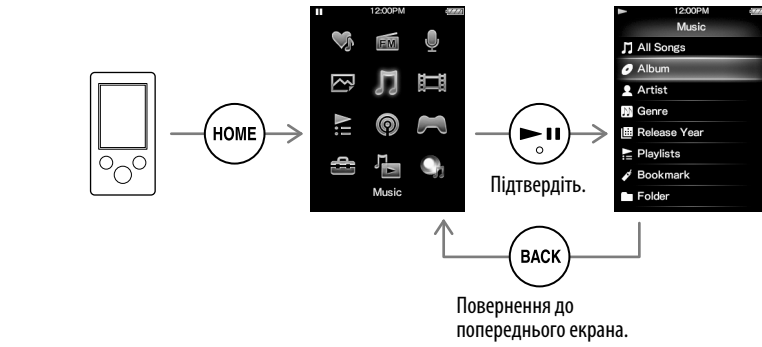 12:00PM
FM
Music
HOME
Підтвердіть.
12:00PM
Music
All Songs
Album
Artist
Genre
Release Year
Playlists
Bookmark
Folder
BACK
Повернення до
попереднього екрана.